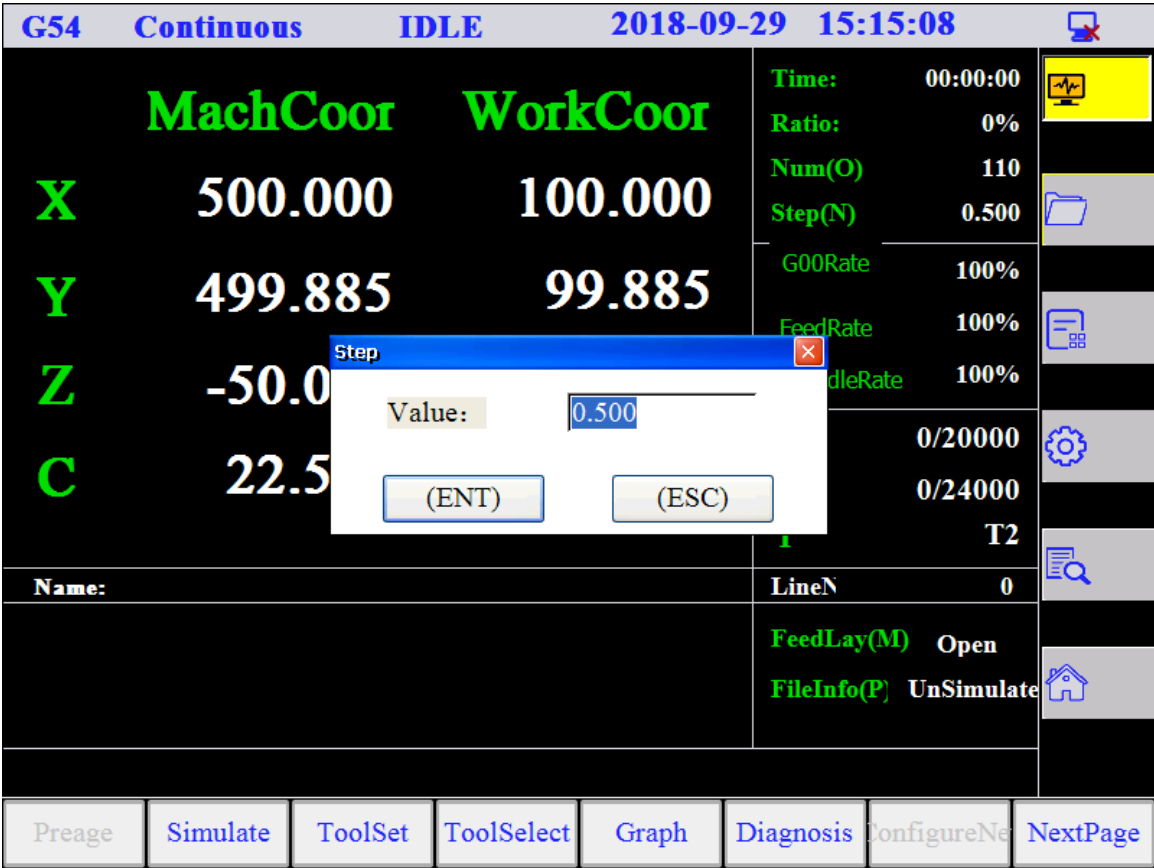 G54 Continuous IDLE 2018-09-29 15:15:08
MachCoor WorkCoor
X 500.000 100.000
Y 499.885 99.885
Z -50.0
C 22.5
Time: 00:00:00
Ratio: 0%
Num(O) 110
Step(N) 0.500
G00Rate 100%
FeedRate 100%
dleRate 100%
0/20000
0/24000
T2
Step
Value:
0.500
(ENT) (ESC)
Name:
LineN 0
FeedLay(M) Open
FileInfo(P) UnSimulate
Preage Simulate ToolSet ToolSelect Graph Diagnosis onfigureNe NextPage